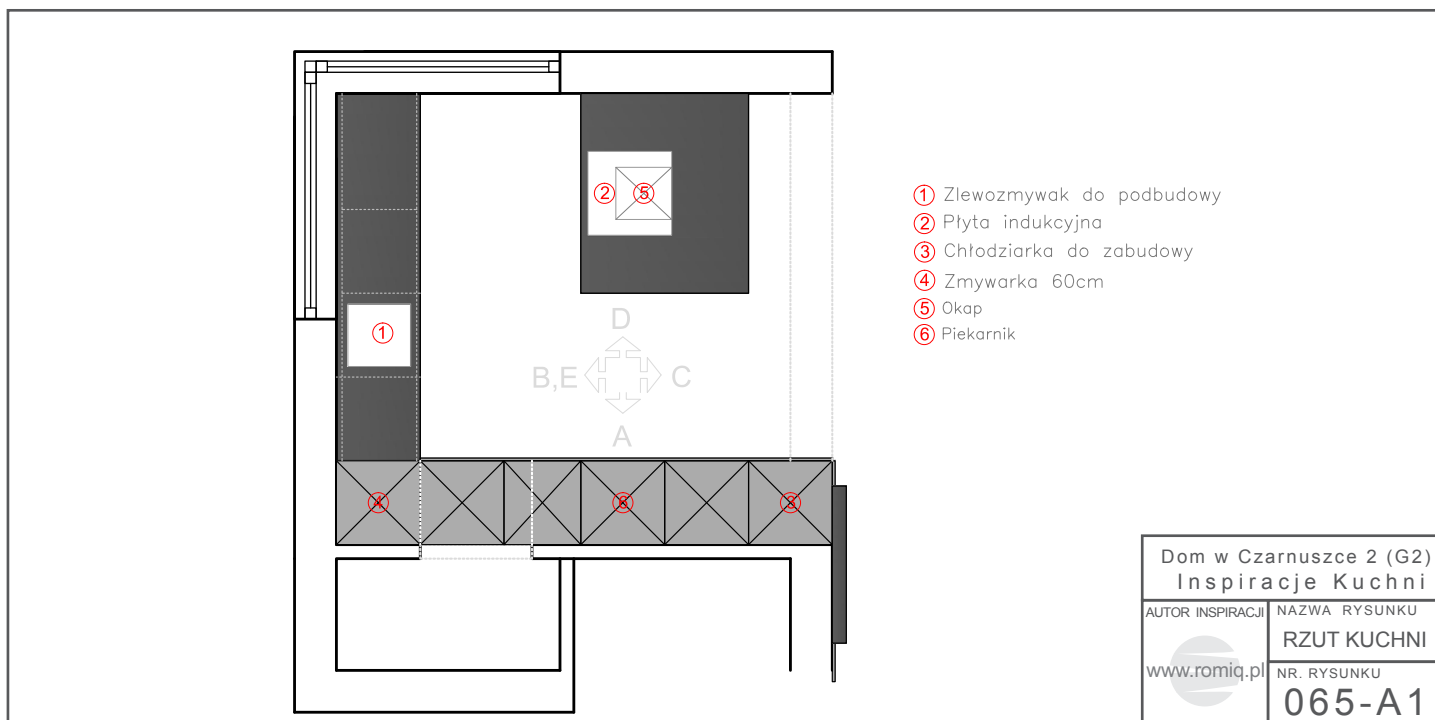 ① Zlewozmywak do podbudowy
② Płyta indukcyjna
③ Chłodziarka do zabudowy
④ Zmywarka 60cm
⑤ Okap
⑥ Piekarnik
2 5
1
D
B,E C
A
4 6 3
Dom w Czarnuszce 2 (G2)
Inspiracje Kuchni
AUTOR INSPIRACJI
www.romiq.pl
NAZWA RYSUNKU
RZUT KUCHNI
NR. RYSUNKU
065-A1